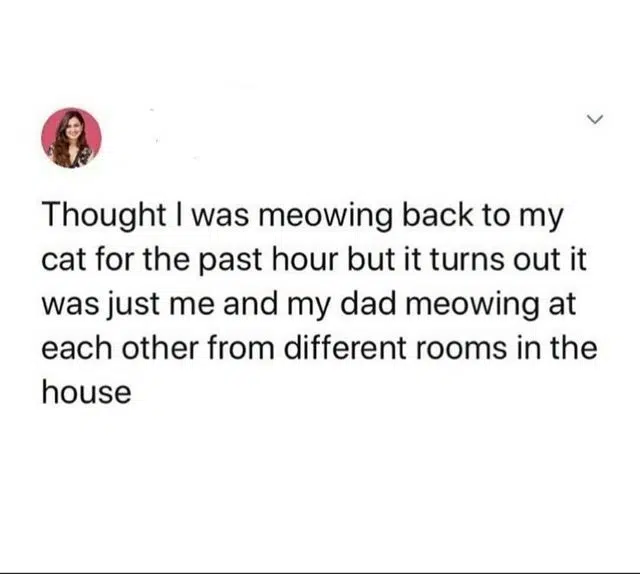 Thought I was meowing back to my
cat for the past hour but it turns out it
was just me and my dad meowing at
each other from different rooms in the
house